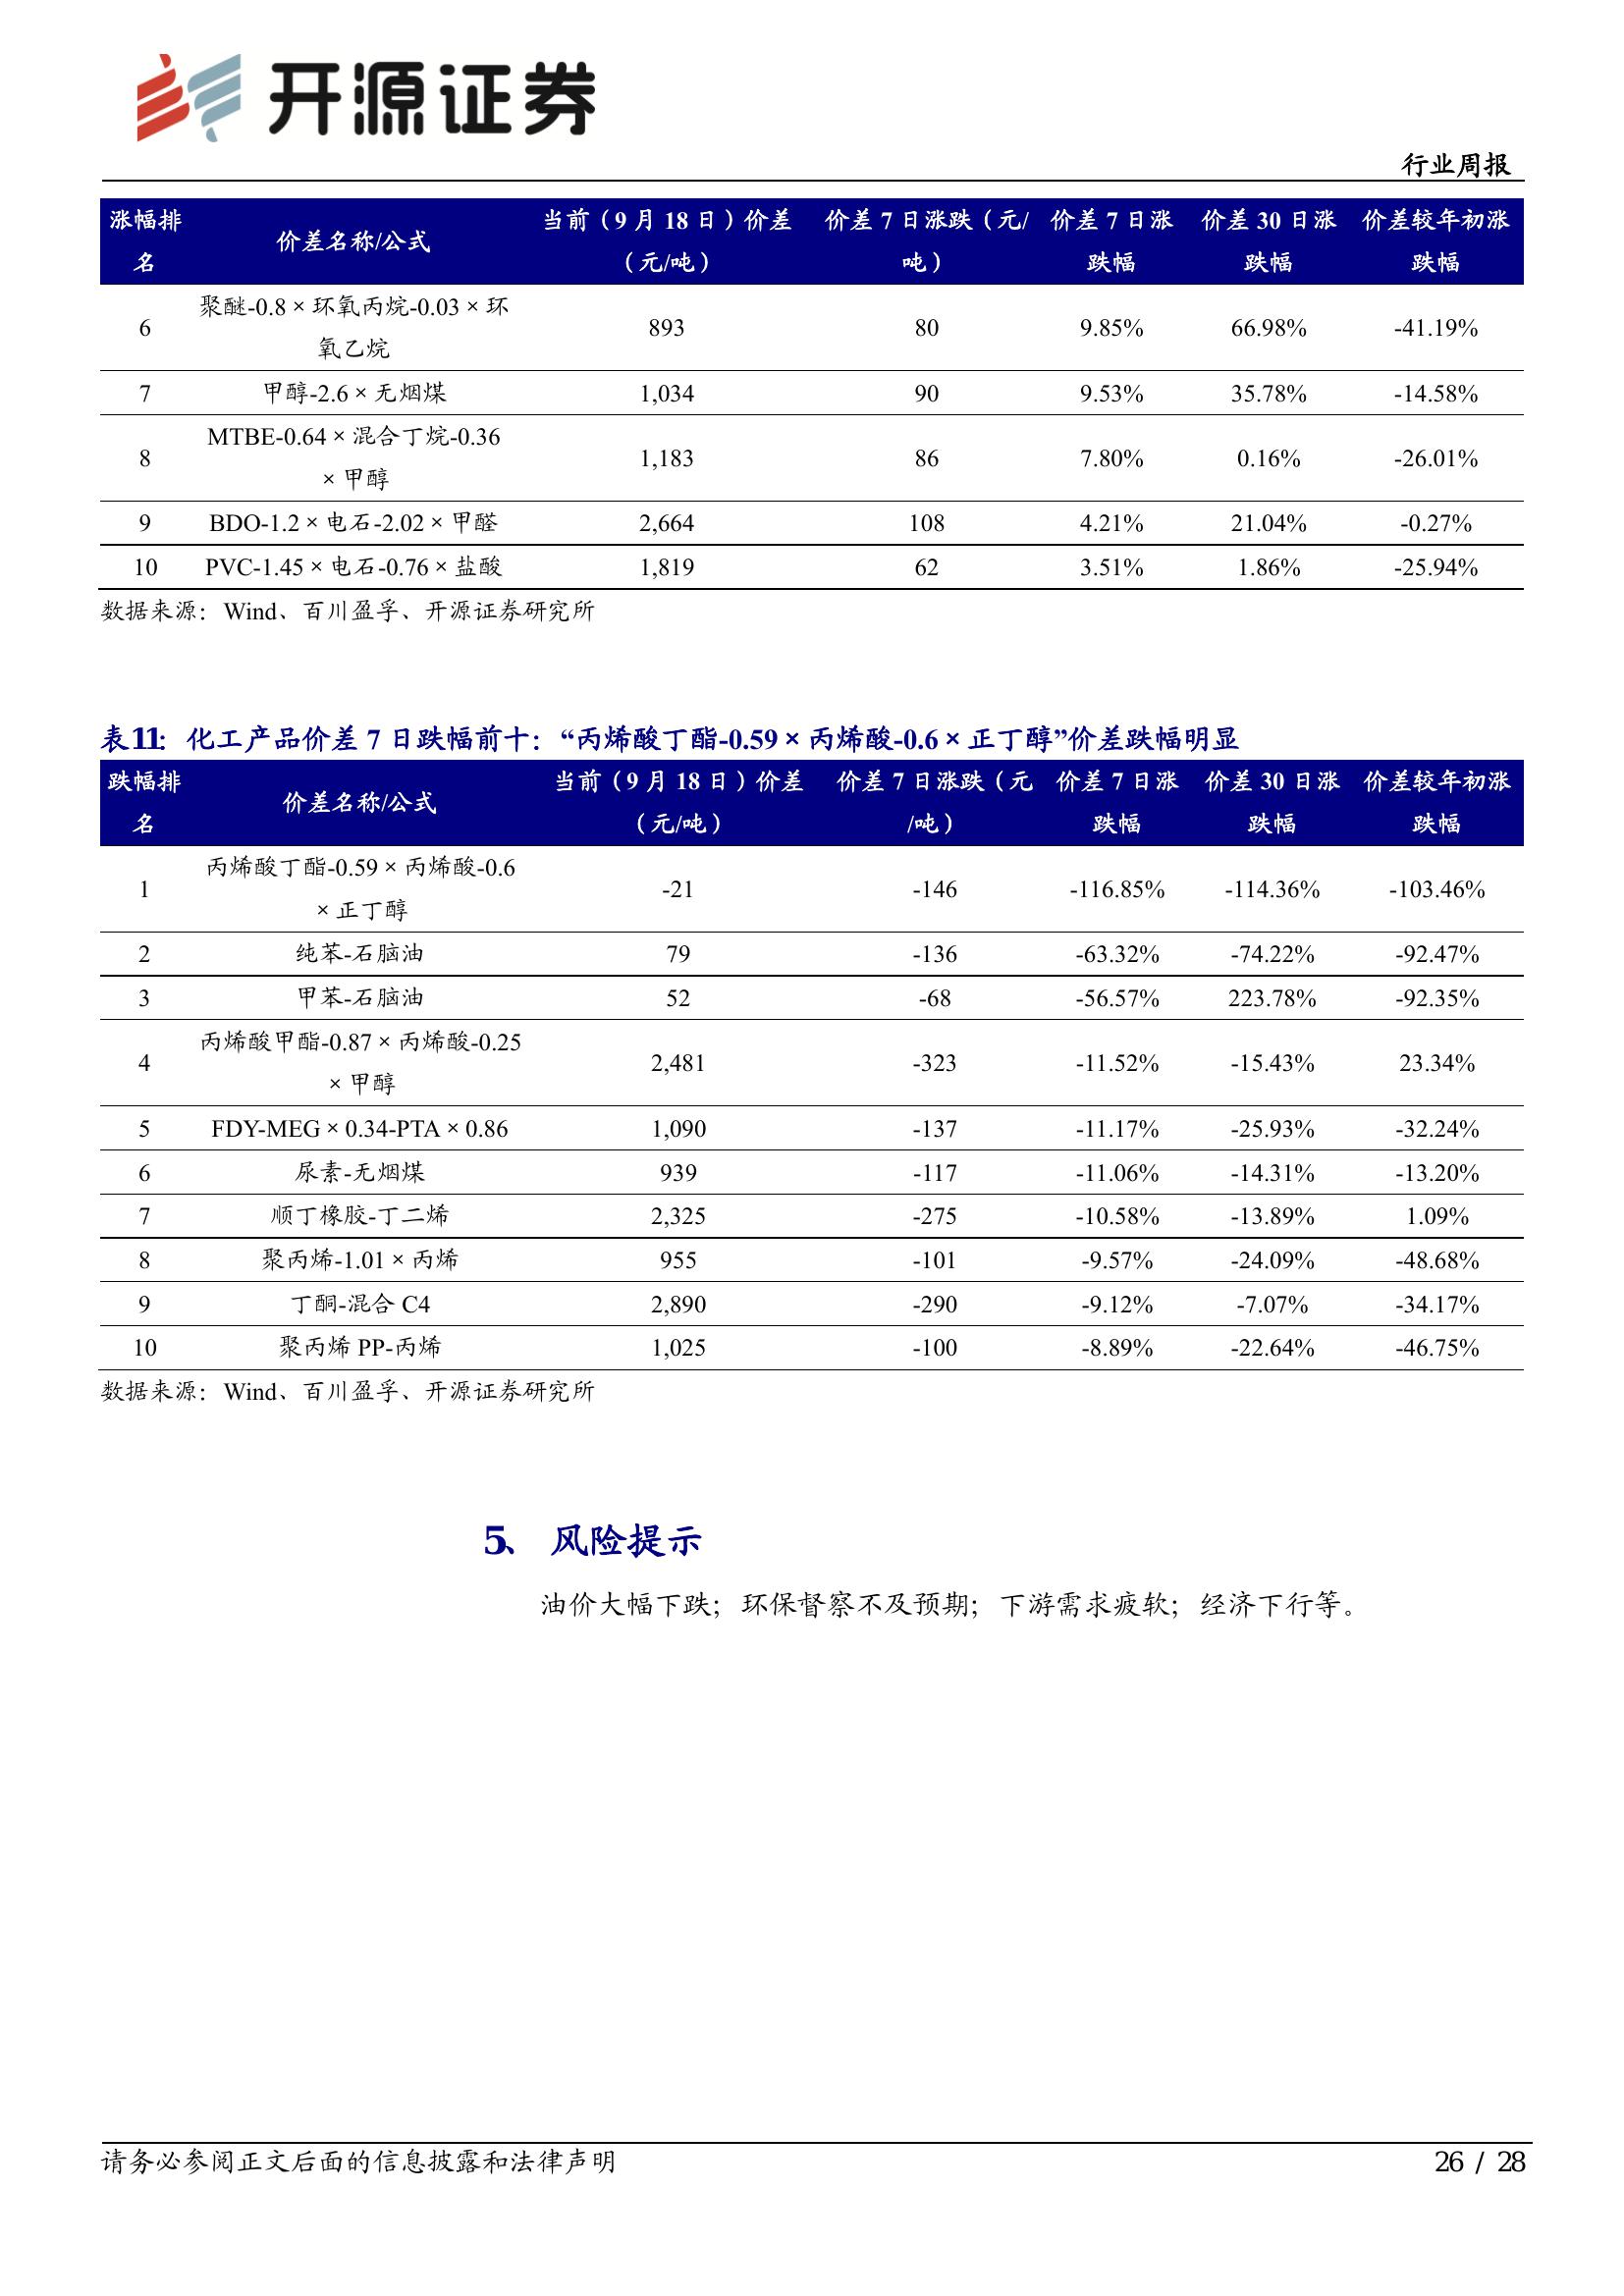 开源证券
行业周报
涨幅排名 价差名称/公式 当前（9 月 18 日）价差（元/吨） 价差 7 日涨跌（元/吨） 价差 7 日涨跌幅 价差 30 日涨跌幅 价差较年初涨跌幅
6 聚醚-0.8×环氧丙烷-0.03×环氧乙烷 893 80 9.85% 66.98% -41.19%
7 甲醇-2.6×无烟煤 1,034 90 9.53% 35.78% -14.58%
8 MTBE-0.64×混合丁烷-0.36×甲醇 1,183 86 7.80% 0.16% -26.01%
9 BDO-1.2×电石-2.02×甲醛 2,664 108 4.21% 21.04% -0.27%
10 PVC-1.45×电石-0.76×盐酸 1,819 62 3.51% 1.86% -25.94%
数据来源：Wind、百川盈孚、开源证券研究所
表11：化工产品价差 7 日跌幅前十：“丙烯酸丁酯-0.59×丙烯酸-0.6×正丁醇”价差跌幅明显
跌幅排名 价差名称/公式 当前（9 月 18 日）价差（元/吨） 价差 7 日涨跌（元/吨） 价差 7 日涨跌幅 价差 30 日涨跌幅 价差较年初涨跌幅
1 丙烯酸丁酯-0.59×丙烯酸-0.6×正丁醇 -21 -146 -116.85% -114.36% -103.46%
2 纯苯-石脑油 79 -136 -63.32% -74.22% -92.47%
3 甲苯-石脑油 52 -68 -56.57% 223.78% -92.35%
4 丙烯酸甲酯-0.87×丙烯酸-0.25×甲醇 2,481 -323 -11.52% -15.43% 23.34%
5 FDY-MEG×0.34-PTA×0.86 1,090 -137 -11.17% -25.93% -32.24%
6 尿素-无烟煤 939 -117 -11.06% -14.31% -13.20%
7 顺丁橡胶-丁二烯 2,325 -275 -10.58% -13.89% 1.09%
8 聚丙烯-1.01×丙烯 955 -101 -9.57% -24.09% -48.68%
9 丁酮-混合 C4 2,890 -290 -9.12% -7.07% -34.17%
10 聚丙烯 PP-丙烯 1,025 -100 -8.89% -22.64% -46.75%
数据来源：Wind、百川盈孚、开源证券研究所
5、 风险提示
油价大幅下跌；环保督察不及预期；下游需求疲软；经济下行等。
请务必参阅正文后面的信息披露和法律声明
26 / 28